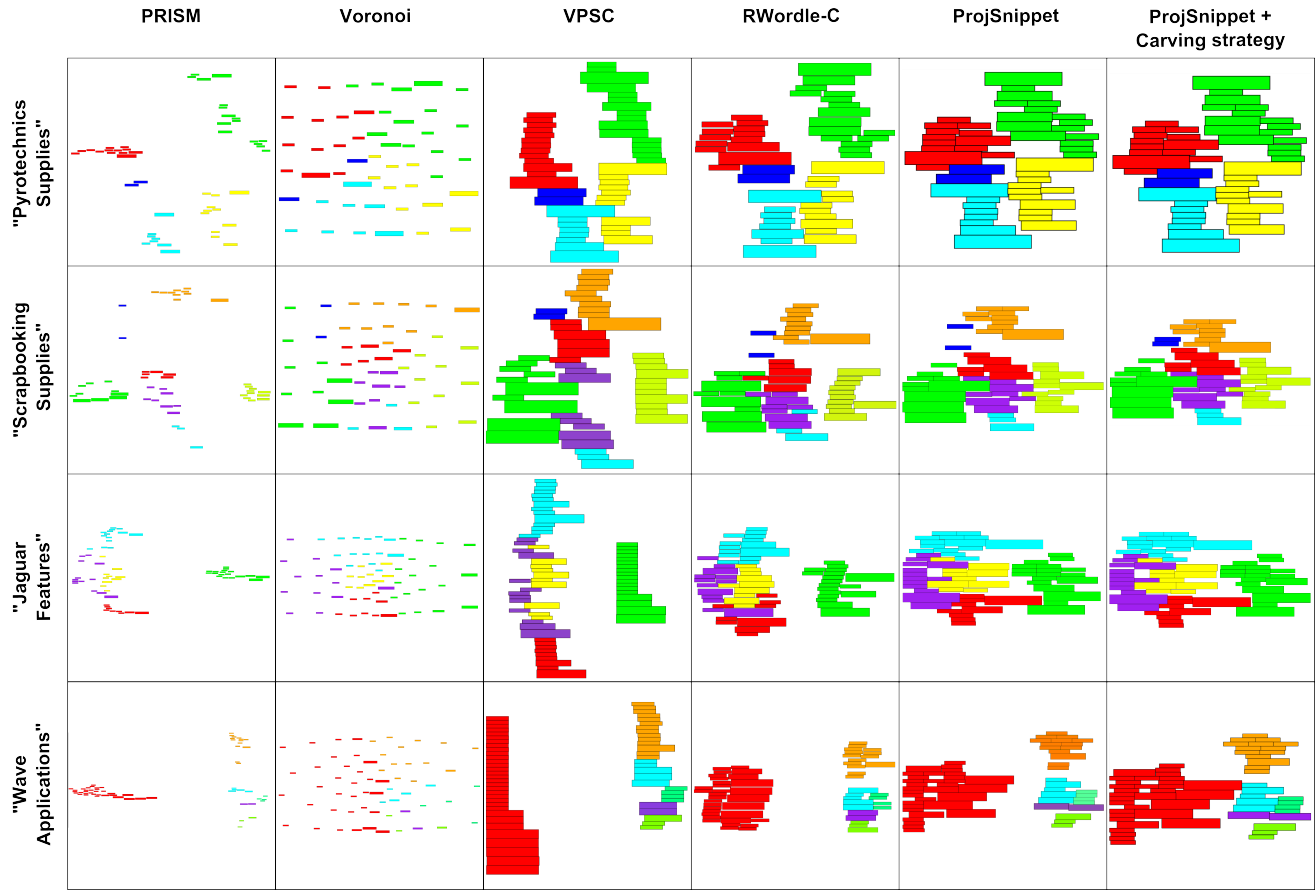 PRISM
Voronoi
VPSC
RWordle-C
ProjSnippet
ProjSnippet +
Carving strategy
"Pyrotechnics
Supplies"
"Scrapbooking
Supplies"
"Jaguar
Features"
"Wave
Applications"